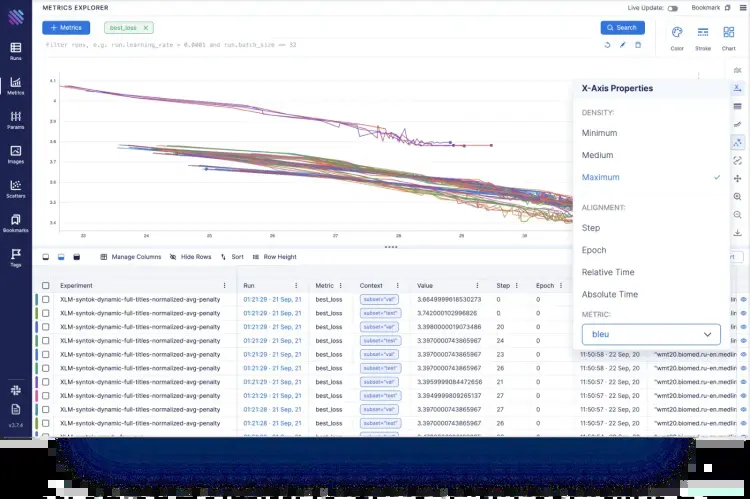 METRICS EXPLORER
Live Update:
Bookmark
+ Metrics
best_loss ×
Search
Filter runs, e.g. run.learning_rate > 0.0001 and run.batch_size == 32
Color
Stroke
Chart
Runs
Metrics
Params
Images
Scatters
Bookmarks
Tags
v3.7.4
4.1
4
3.9
3.8
3.7
3.6
3.5
3.4
23
24
25
26
27
28
29
30
X-Axis Properties
DENSITY:
Minimum
Medium
Maximum
ALIGNMENT:
Step
Epoch
Relative Time
Absolute Time
METRIC:
bleu
Manage Columns
Hide Rows
Sort
Row Height
Experiment Run Metric Context Value Step Epoch
XLM-syntok-dynamic-full-titles-normalized-avg-penalty 01:21:29 · 21 Sep, 21 best_loss subset="val" 3.6649999618530273 0 0
XLM-syntok-dynamic-full-titles-normalized-avg-penalty 01:21:29 · 21 Sep, 21 best_loss subset="test" 3.742000102996826 0 0
XLM-syntok-dynamic-full-titles-normalized-avg-penalty 01:21:29 · 21 Sep, 21 best_loss subset="val" 3.3980000019073486 20 0
XLM-syntok-dynamic-full-titles-normalized-avg-penalty 01:21:29 · 21 Sep, 21 best_loss subset="test" 3.3970000743865967 24 0
XLM-syntok-dynamic-full-titles-normalized-avg-penalty 01:21:29 · 21 Sep, 21 best_loss subset="val" 3.3970000743865967 23 0 11:50:58 · 22 Sep, 20 "wmt20.biomed.ru-en.medlin
XLM-syntok-dynamic-full-titles-normalized-avg-penalty 01:21:29 · 21 Sep, 21 best_loss subset="test" 3.3970000743865967 26 0 11:50:58 · 22 Sep, 20 "wmt20.biomed.ru-en.medlin
XLM-syntok-dynamic-full-titles-normalized-avg-penalty 01:21:29 · 21 Sep, 21 best_loss subset="val" 3.3959999084472656 21 0 11:50:57 · 22 Sep, 20 "wmt20.biomed.ru-en.medlin
XLM-syntok-dynamic-full-titles-normalized-avg-penalty 01:21:28 · 21 Sep, 21 best_loss subset="test" 3.3949999809265137 27 0 11:50:57 · 22 Sep, 20 "wmt20.biomed.ru-en.medlin
XLM-syntok-dynamic-full-titles-normalized-avg-penalty 01:21:28 · 21 Sep, 21 best_loss subset="val" 3.3970000743865967 27 0 11:50:57 · 22 Sep, 20 "wmt20.biomed.ru-en.medlin
XLM-syntok-dynamic-full-titles-normalized-avg-penalty 01:21:28 · 21 Sep, 21 best_loss subset="test" 3.3970000743865967 26 0 11:50:56 · 22 Sep, 20 "wmt20.biomed.ru-en.medlin